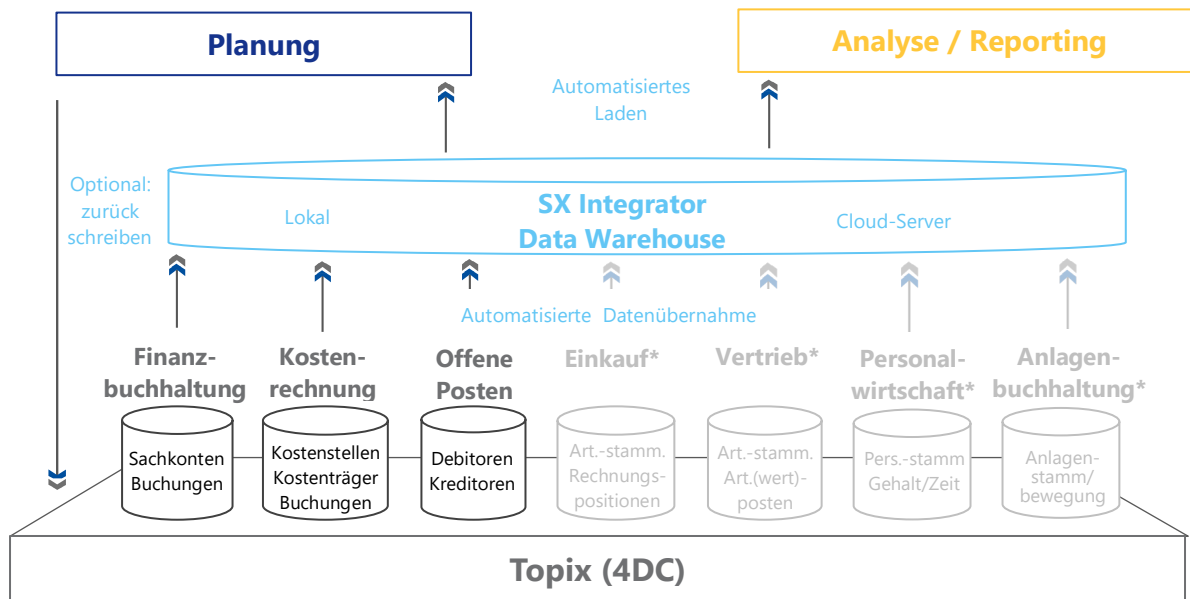 Planung
Analyse / Reporting
Automatisiertes
Laden
Optional:
zurück
schreiben
Lokal
SX Integrator
Data Warehouse
Cloud-Server
Automatisierte Datenübernahme
Finanz-
buchhaltung
Kosten-
rechnung
Offene
Posten
Einkauf*
Vertrieb*
Personal-
wirtschaft*
Anlagen-
buchhaltung*
Sachkonten
Buchungen
Kostenstellen
Kostenträger
Buchungen
Debitoren
Kreditoren
Art.-stamm.
Rechnungs-
positionen
Art.-stamm.
Art.(wert)-
posten
Pers.-stamm
Gehalt/Zeit
Anlagen-
stamm/
bewegung
Topix (4DC)